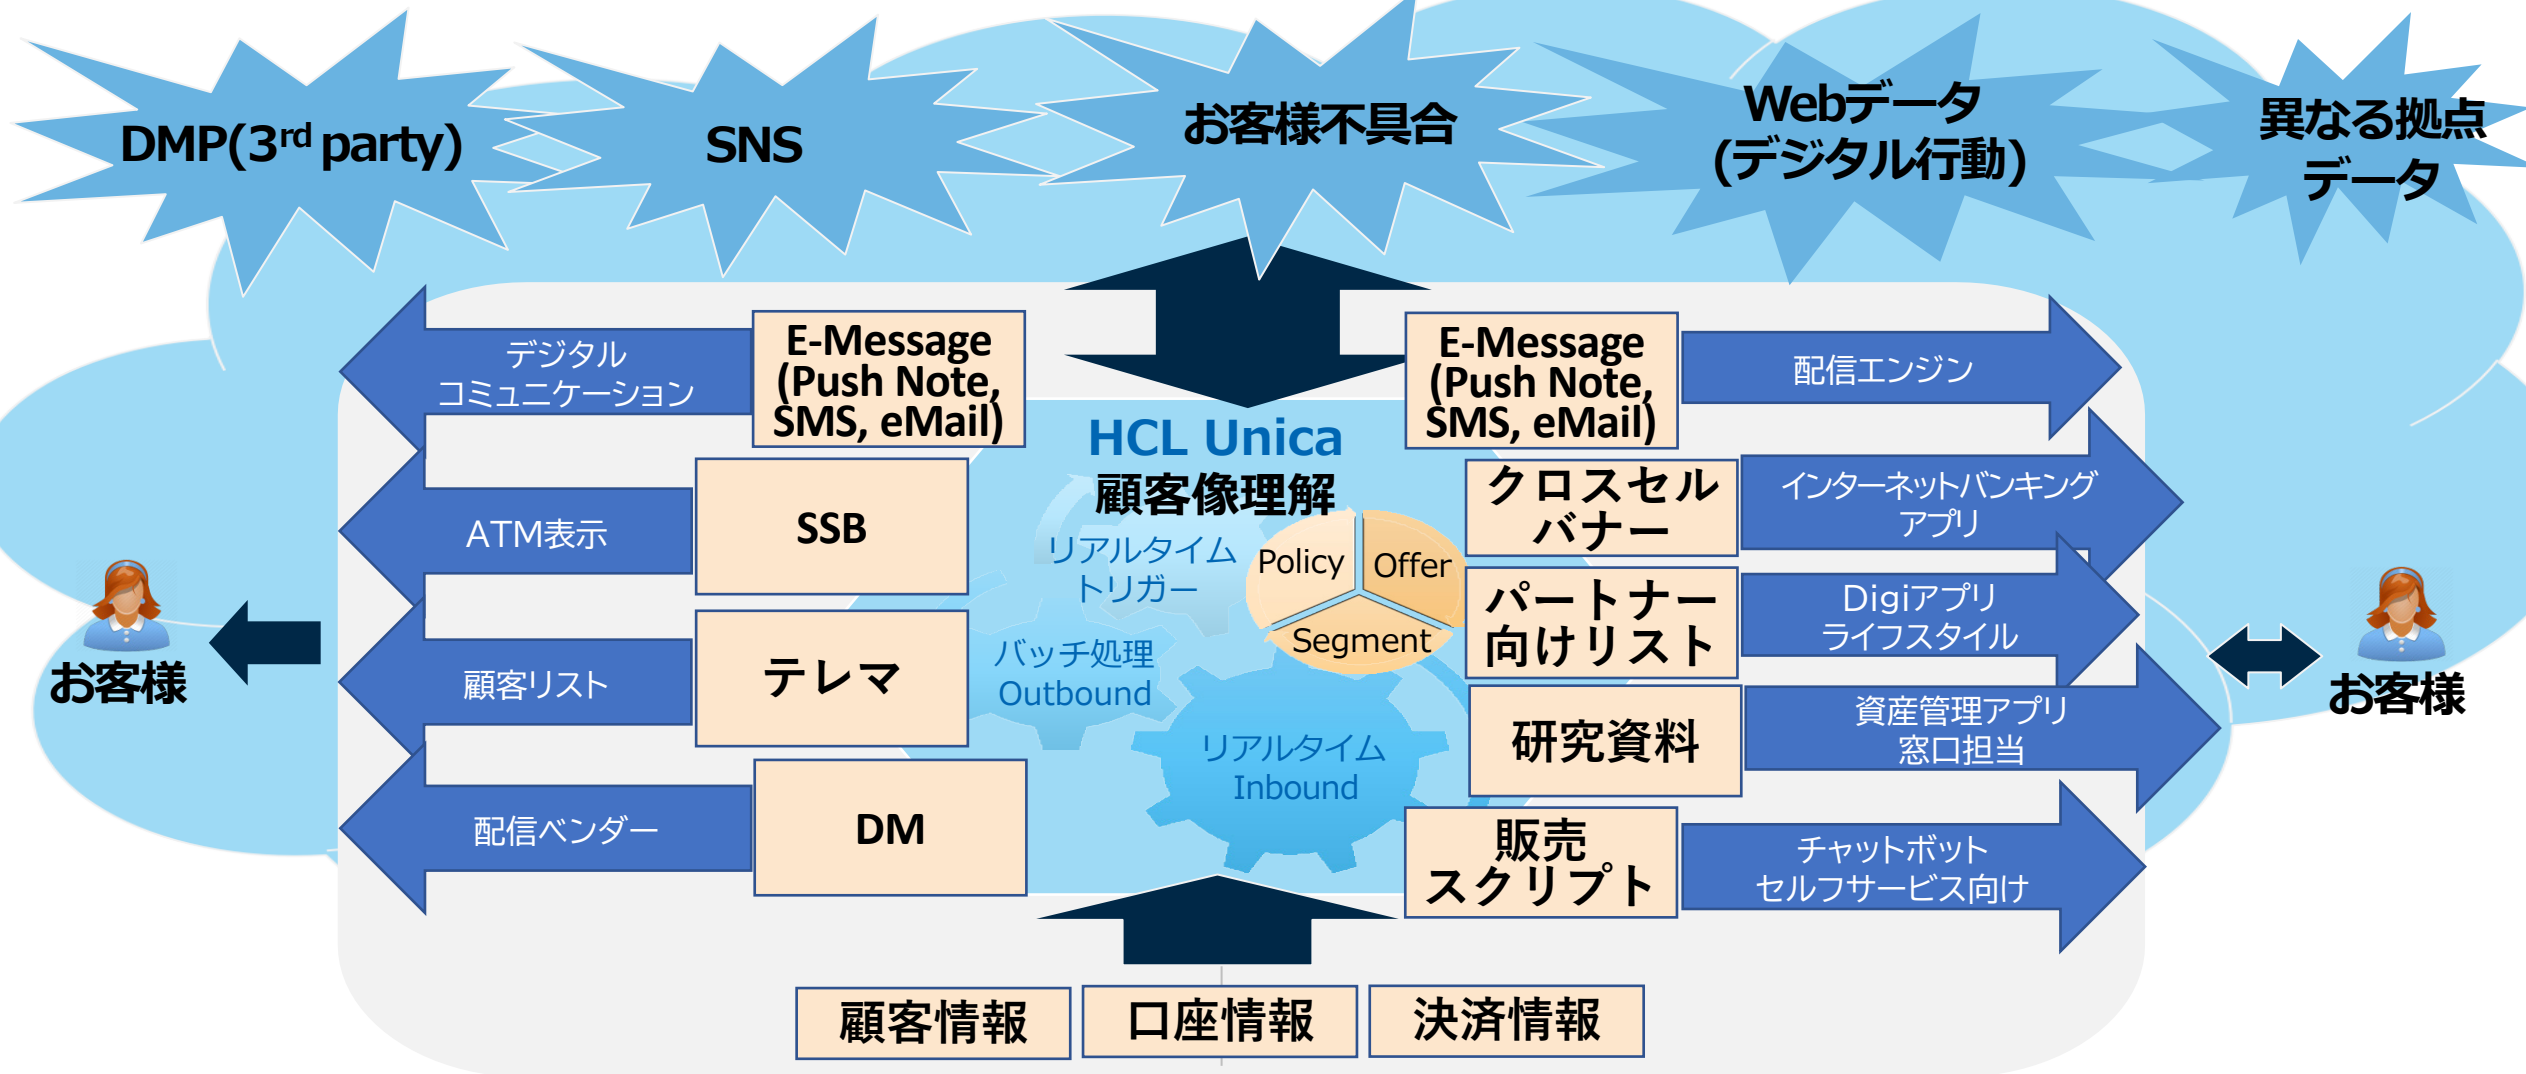 DMP(3rd party)
SNS
お客様不具合
Webデータ
(デジタル行動)
異なる拠点
データ
デジタル
コミュニケーション
E-Message
(Push Note,
SMS, eMail)
ATM表示
SSB
顧客リスト
テレマ
配信ベンダー
DM
お客様
HCL Unica
顧客像理解
リアルタイム
トリガー
Policy
Offer
Segment
バッチ処理
Outbound
リアルタイム
Inbound
E-Message
(Push Note,
SMS, eMail)
配信エンジン
クロスセル
バナー
インターネットバンキング
アプリ
パートナー
向けリスト
Digiアプリ
ライフスタイル
研究資料
資産管理アプリ
窓口担当
販売
スクリプト
チャットボット
セルフサービス向け
お客様
顧客情報
口座情報
決済情報